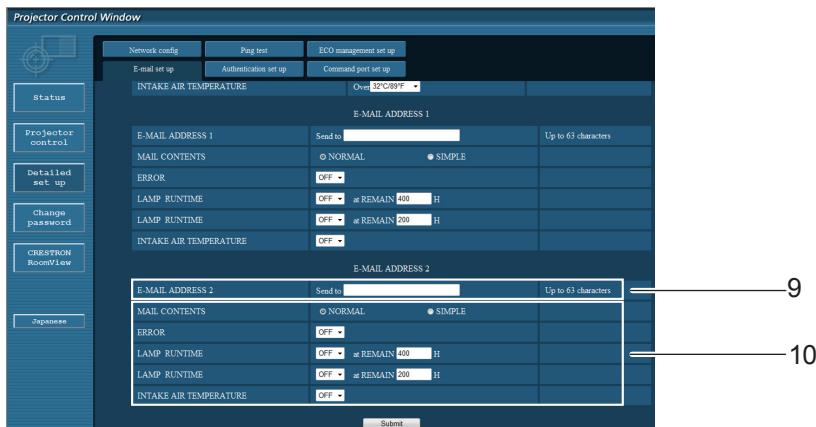 Projector Control Window
Network config Ping test ECO management set up
E-mail set up Authentication set up Command port set up
INTAKE AIR TEMPERATURE Over 32°C/89°F
Status
E-MAIL ADDRESS 1
Projector control
E-MAIL ADDRESS 1 Send to Up to 63 characters
MAIL CONTENTS NORMAL SIMPLE
Detailed set up
ERROR OFF
LAMP RUNTIME OFF at REMAIN 400 H
Change password
LAMP RUNTIME OFF at REMAIN 200 H
INTAKE AIR TEMPERATURE OFF
CRESTRON RoomView
E-MAIL ADDRESS 2
E-MAIL ADDRESS 2 Send to Up to 63 characters 9
MAIL CONTENTS NORMAL SIMPLE
Japanese
ERROR OFF
LAMP RUNTIME OFF at REMAIN 400 H 10
LAMP RUNTIME OFF at REMAIN 200 H
INTAKE AIR TEMPERATURE OFF
Submit